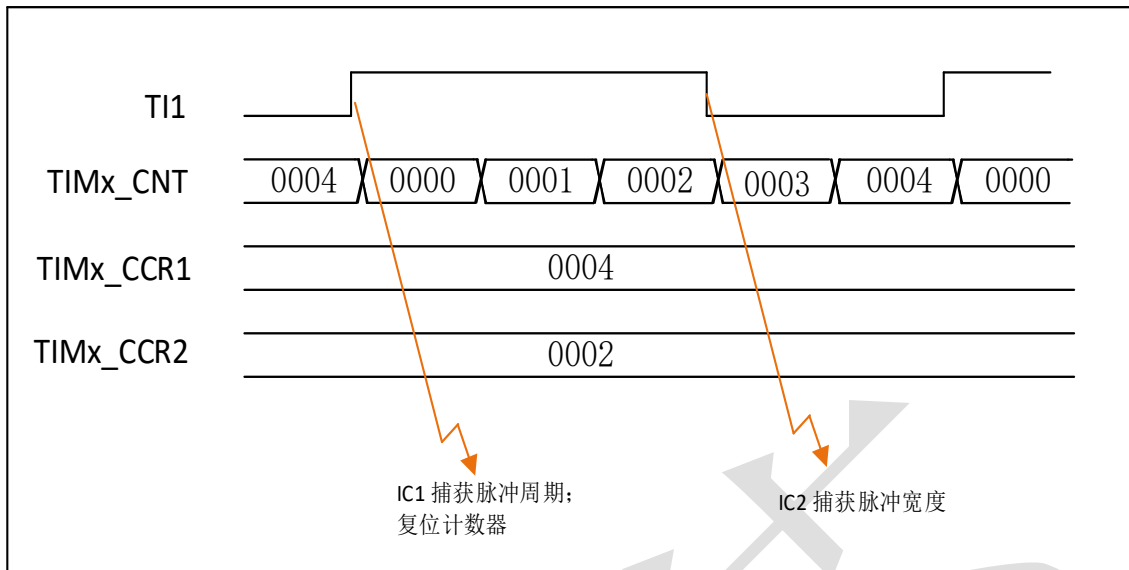 TI1
TIMx_CNT 0004 0000 0001 0002 0003 0004 0000
TIMx_CCR1 0004
TIMx_CCR2 0002
IC1 捕获脉冲周期；
复位计数器
IC2 捕获脉冲宽度